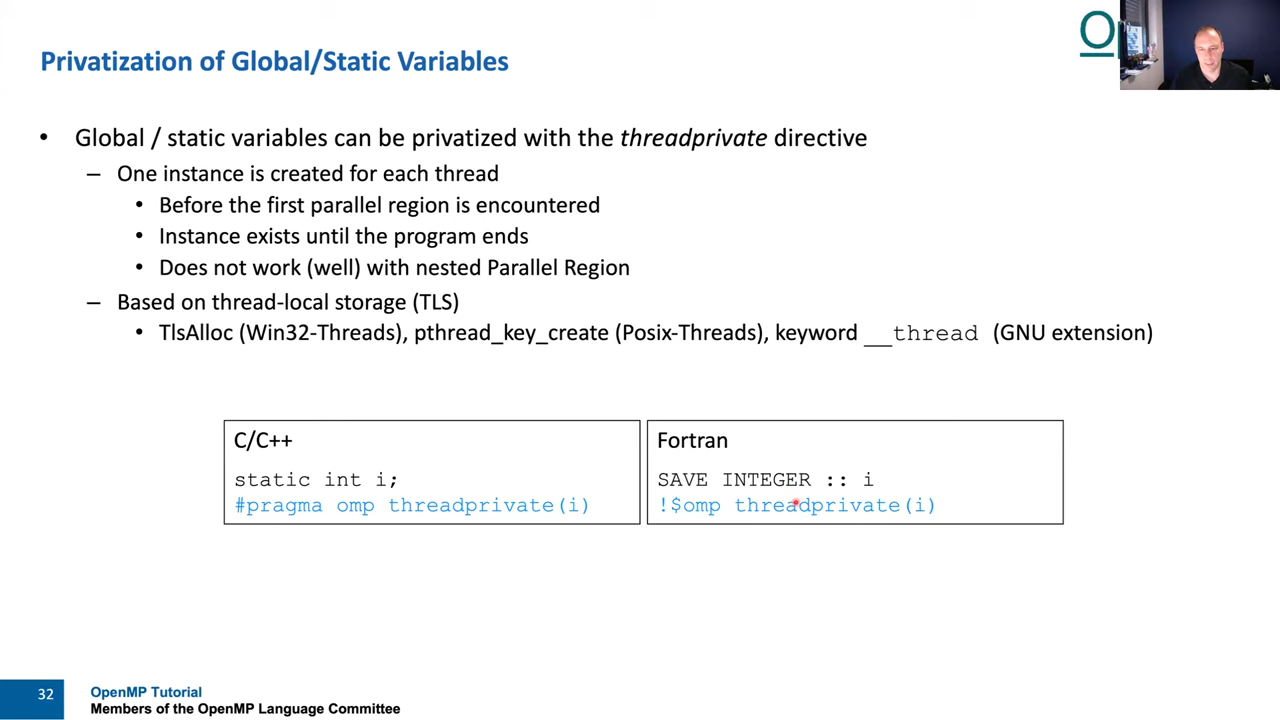 Privatization of Global/Static Variables
• Global / static variables can be privatized with the threadprivate directive
– One instance is created for each thread
• Before the first parallel region is encountered
• Instance exists until the program ends
• Does not work (well) with nested Parallel Region
– Based on thread-local storage (TLS)
• TlsAlloc (Win32-Threads), pthread_key_create (Posix-Threads), keyword __thread (GNU extension)
C/C++
static int i;
#pragma omp threadprivate(i)
Fortran
SAVE INTEGER :: i
!$omp threadprivate(i)
32
OpenMP Tutorial
Members of the OpenMP Language Committee